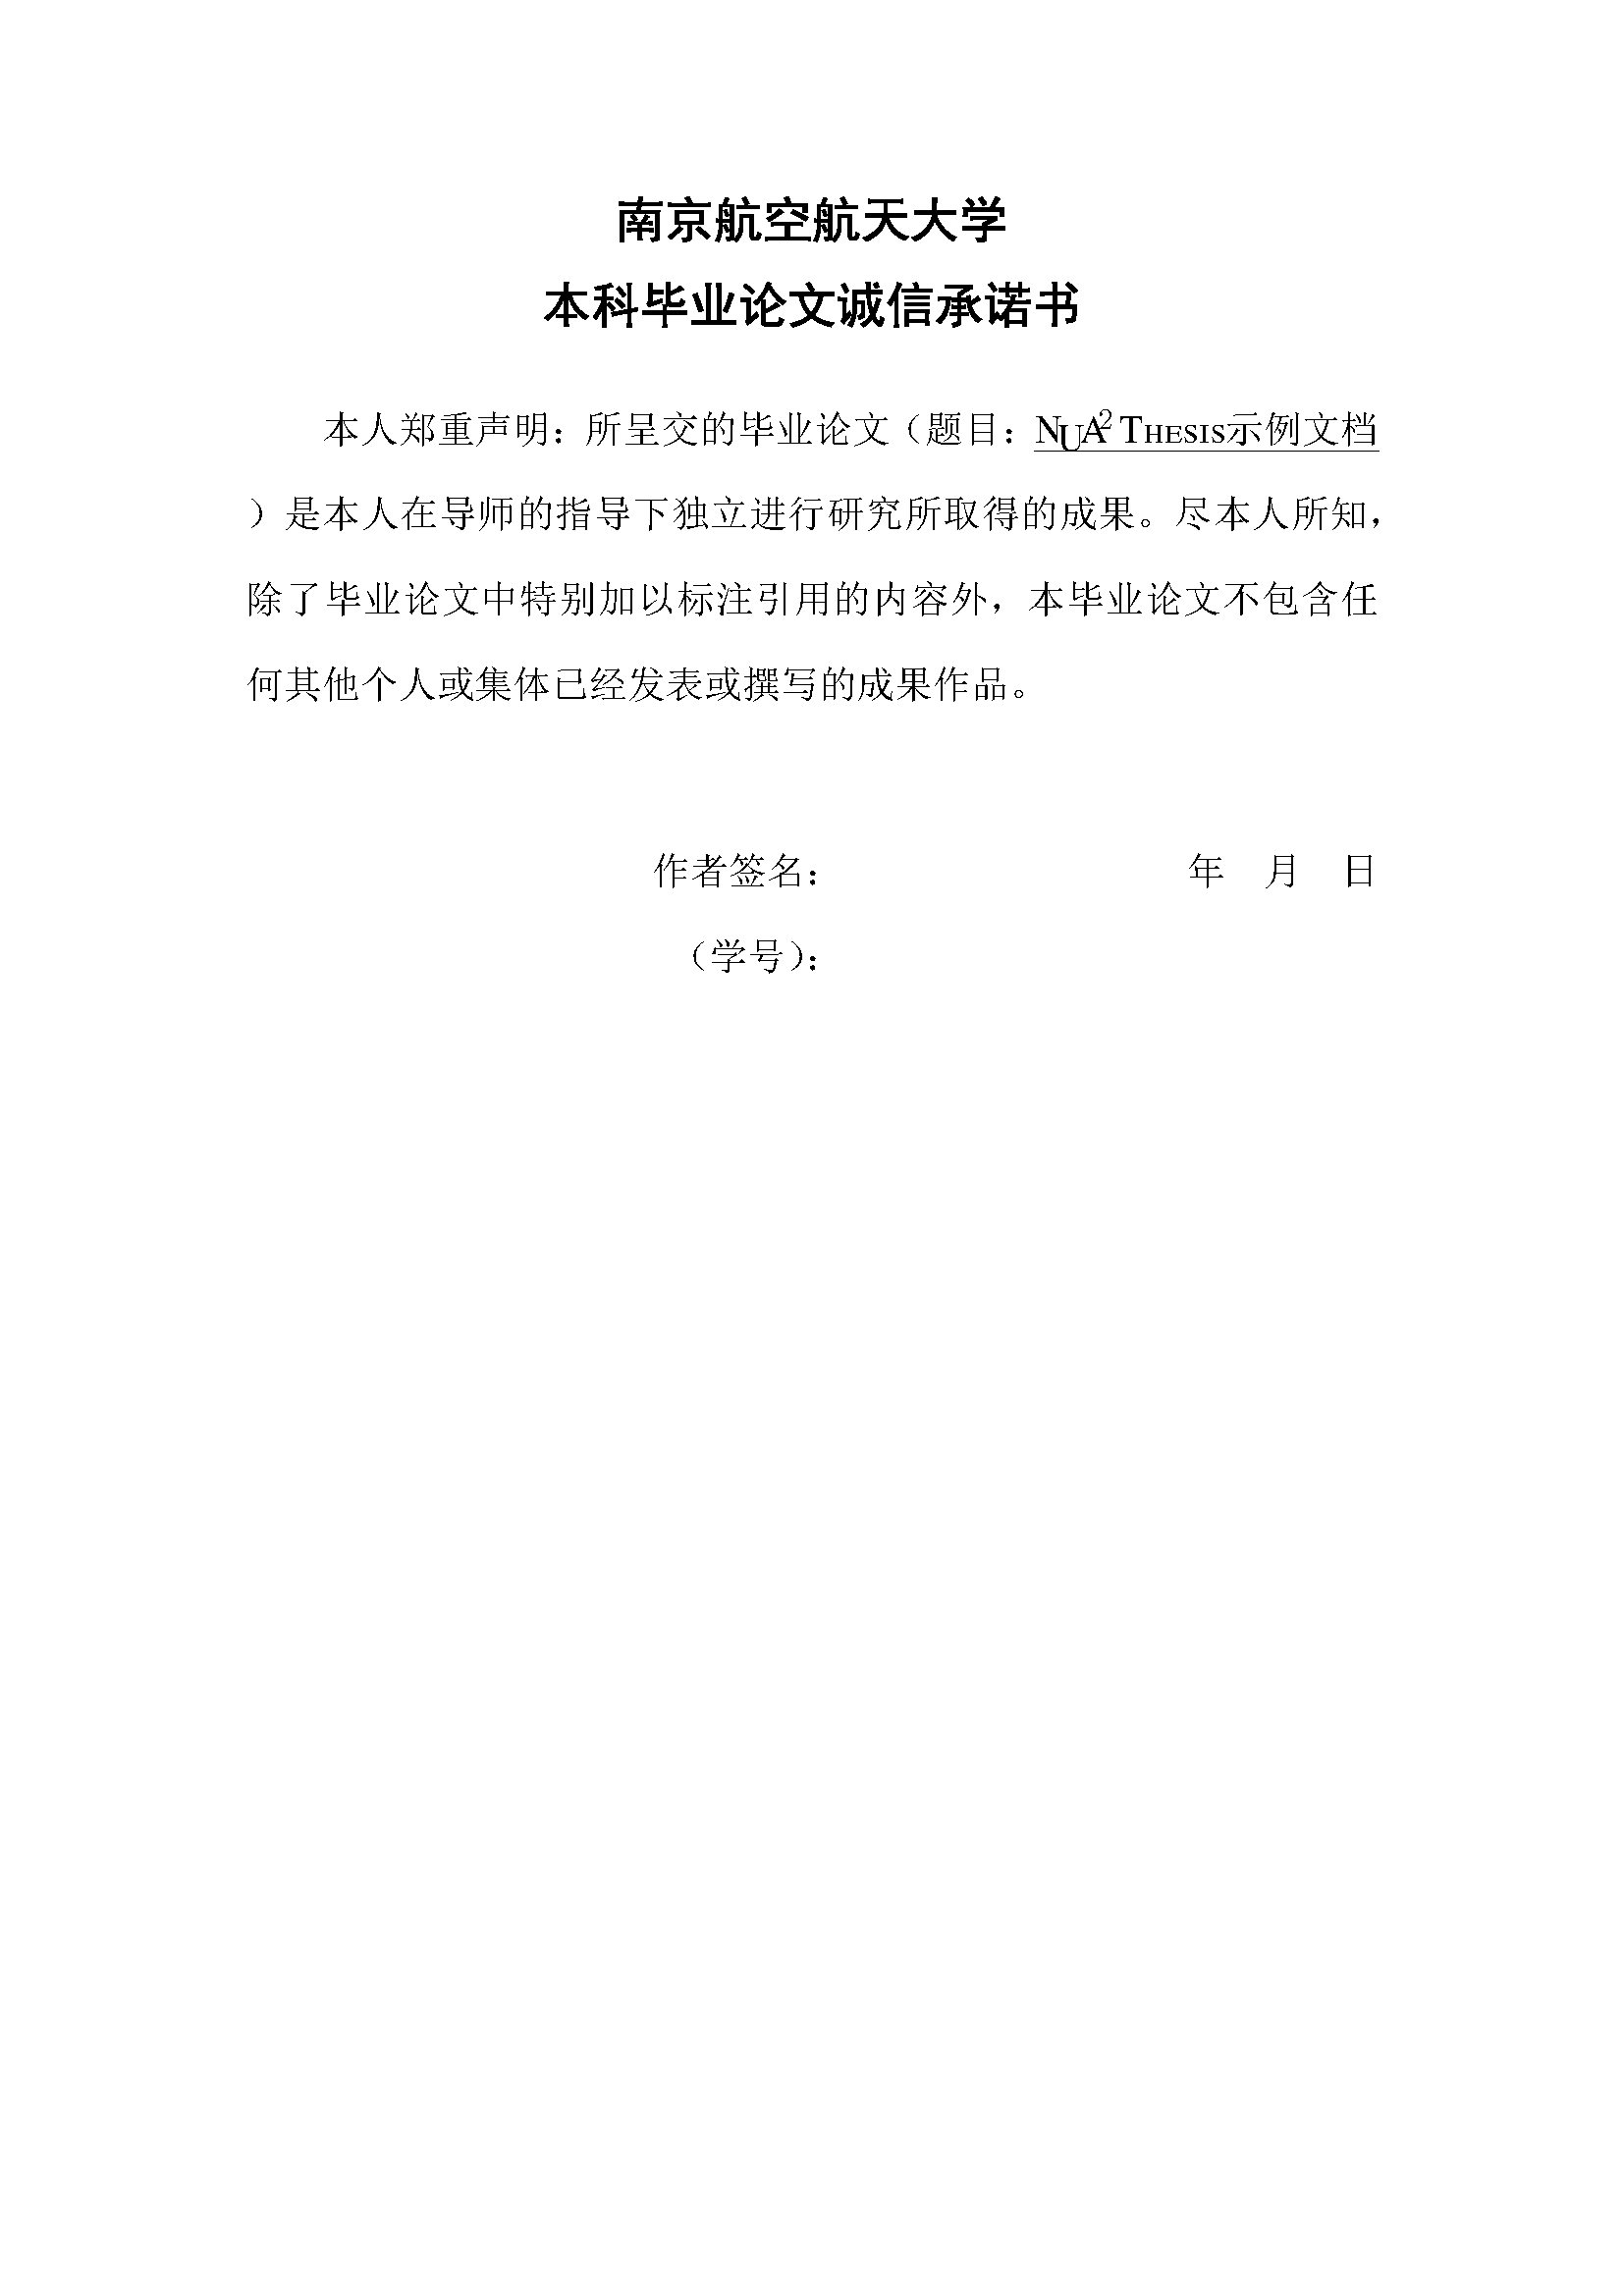 南京航空航天大学
本科毕业论文诚信承诺书
本人郑重声明：所呈交的毕业论文（题目：NUA² THESIS示例文档
）是本人在导师的指导下独立进行研究所取得的成果。尽本人所知，
除了毕业论文中特别加以标注引用的内容外，本毕业论文不包含任
何其他个人或集体已经发表或撰写的成果作品。
作者签名： 年 月 日
（学号）：